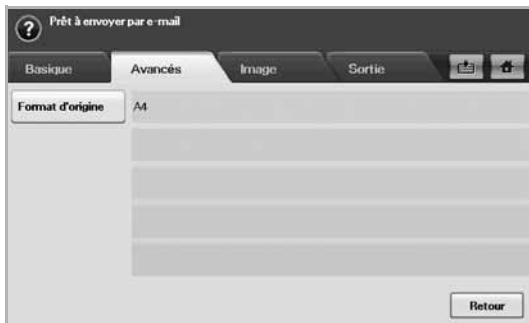 Prêt à envoyer par e-mail
Basique Avancés Image Sortie
Format d'origine A4
Retour